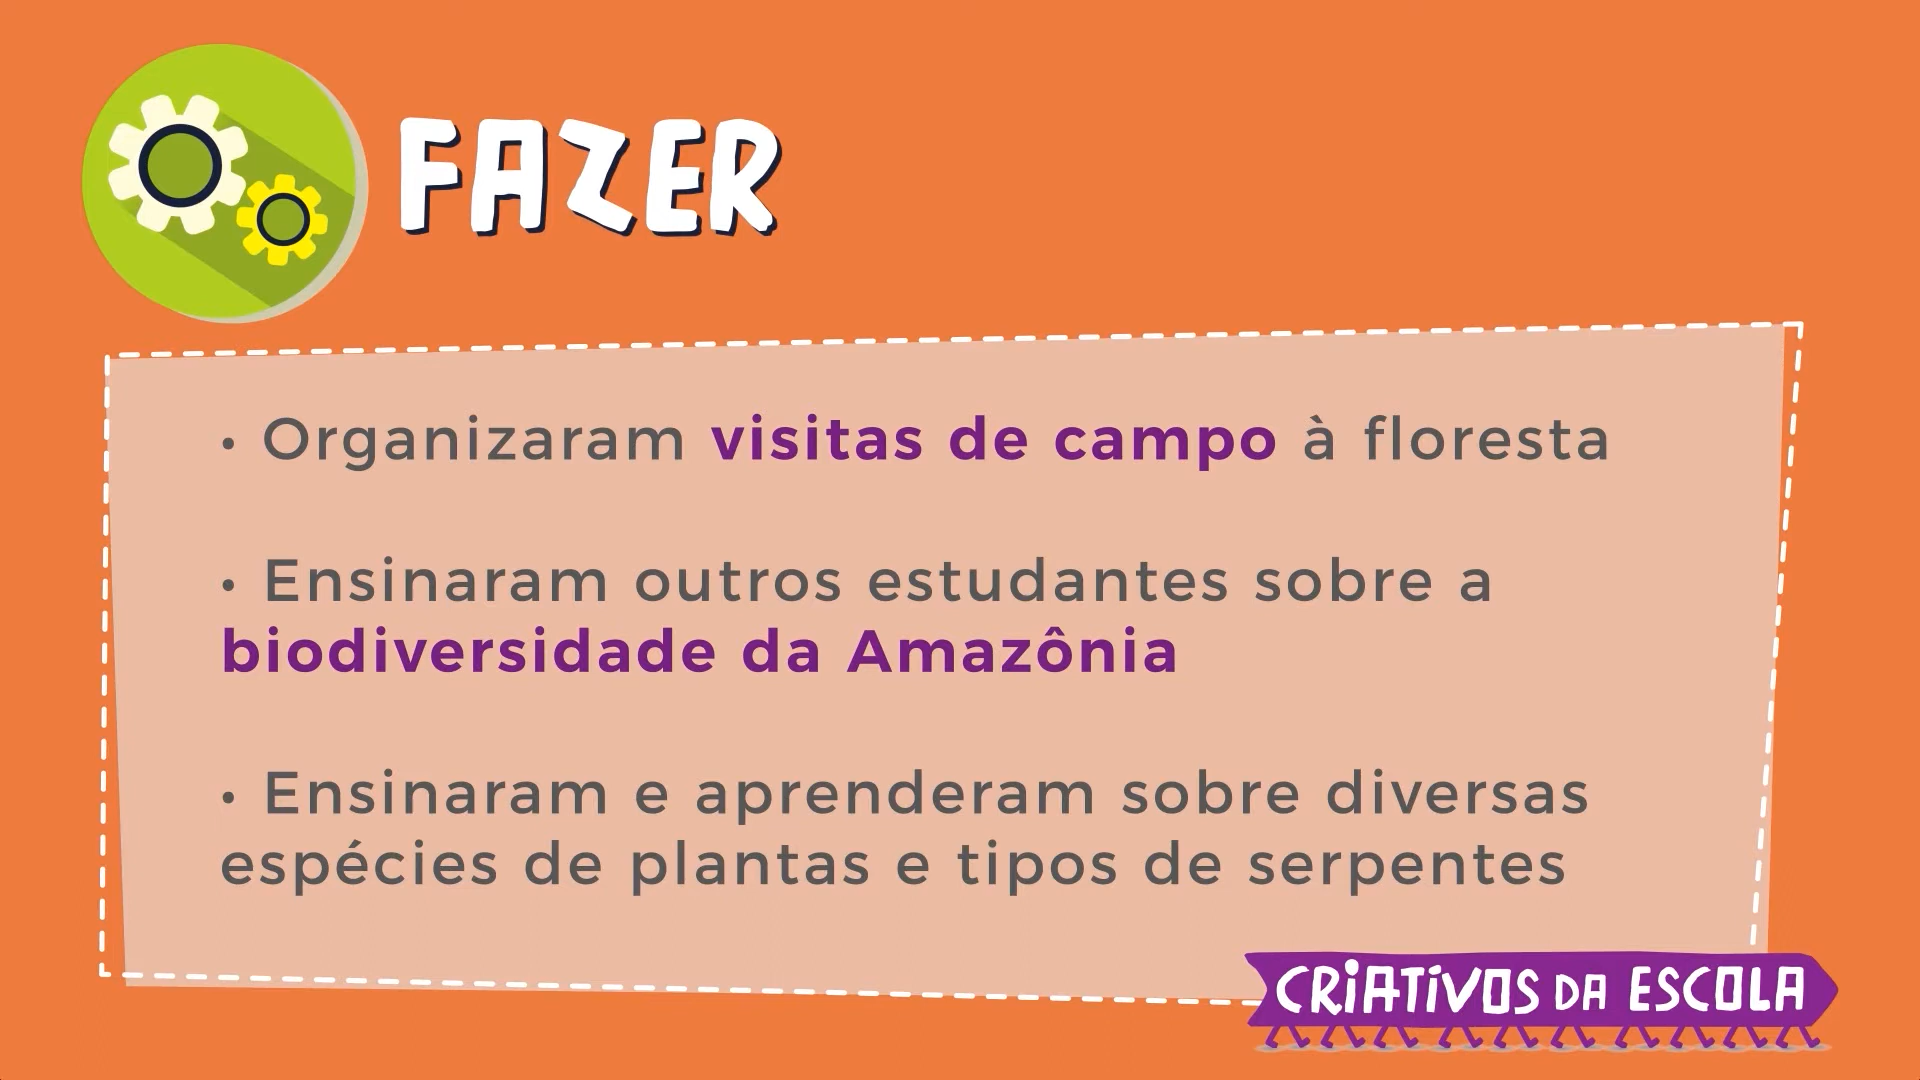 FAZER
• Organizaram visitas de campo à floresta
• Ensinaram outros estudantes sobre a
biodiversidade da Amazônia
• Ensinaram e aprenderam sobre diversas
espécies de plantas e tipos de serpentes
CRIATIVOS DA ESCOLA